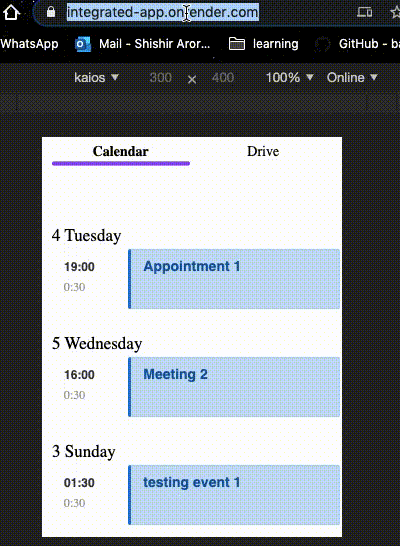 integrated-app.onrender.com
WhatsApp Mail - Shishir Aror... learning GitHub - ba
kaios 300 × 400 100% Online
Calendar Drive
4 Tuesday
19:00 Appointment 1
0:30
5 Wednesday
16:00 Meeting 2
0:30
3 Sunday
01:30 testing event 1
0:30